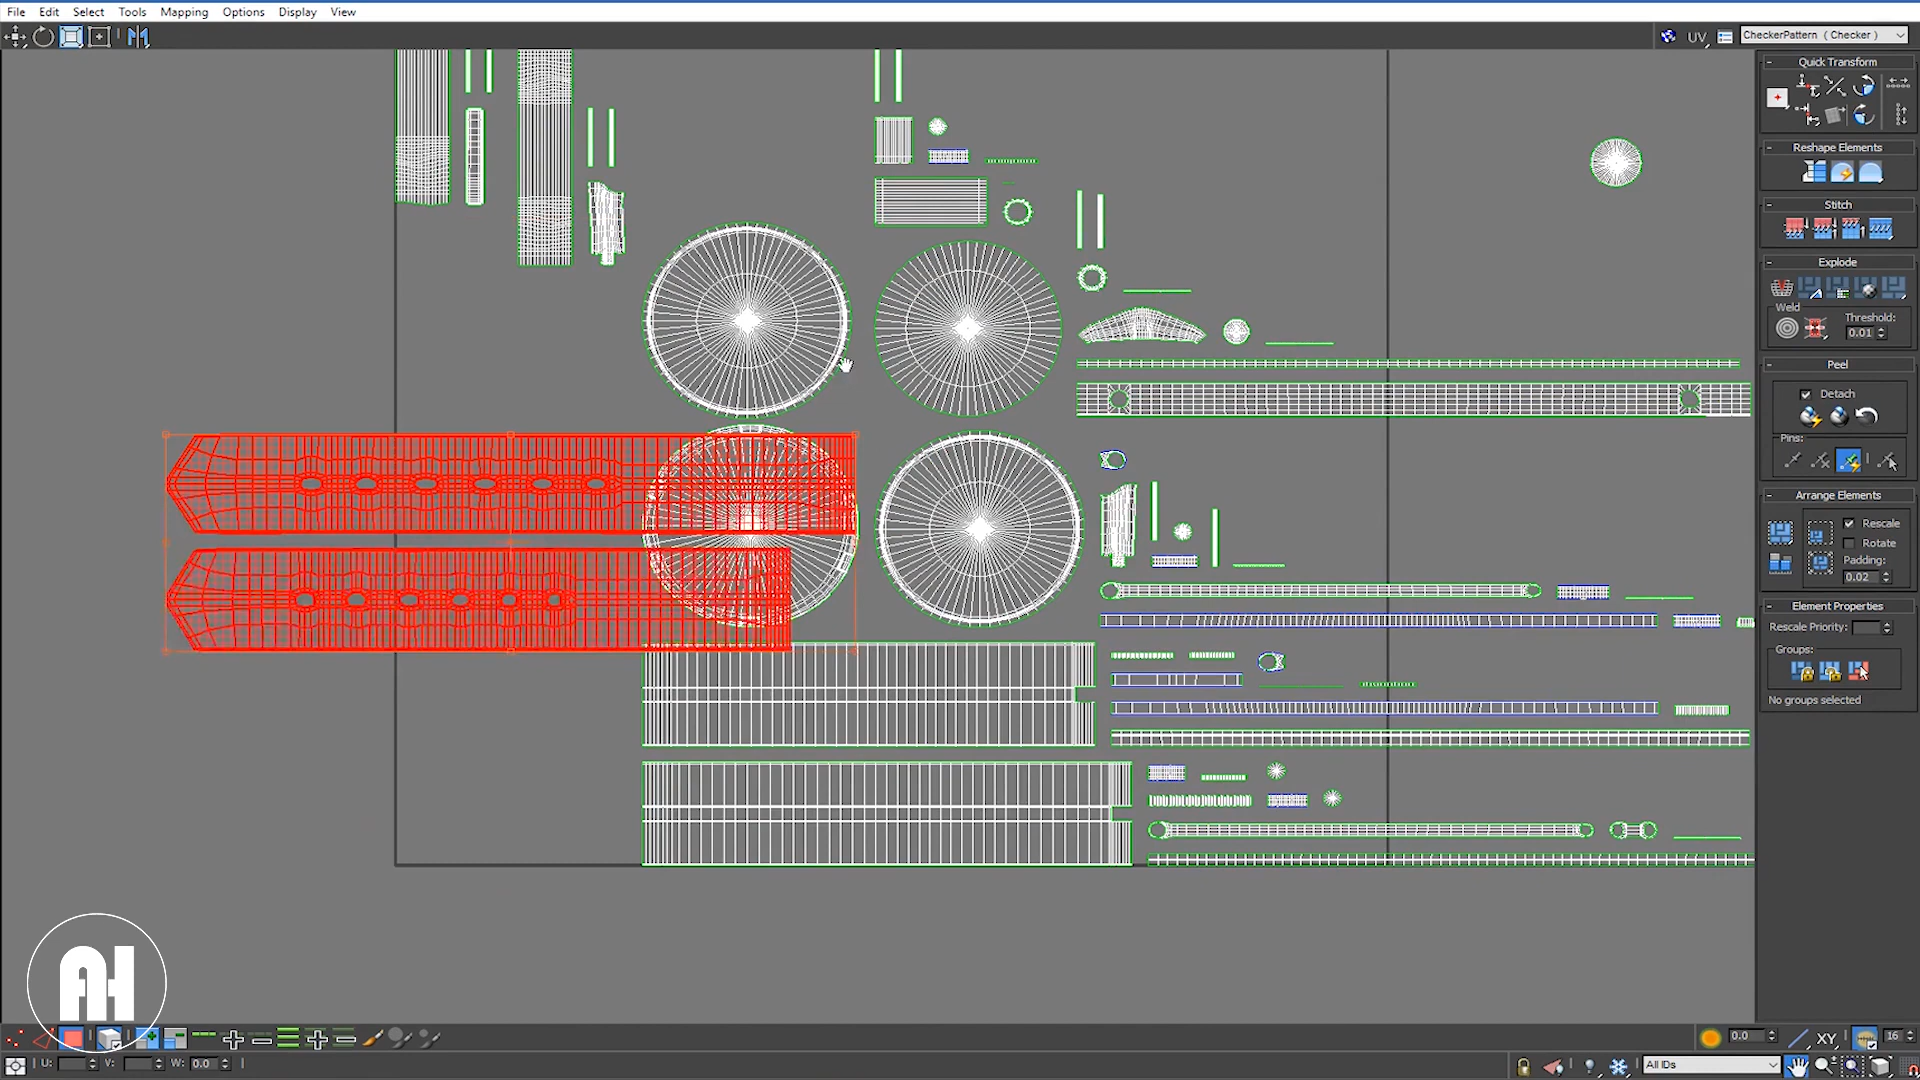 File Edit Select Tools Mapping Options Display View
UV CheckerPattern ( Checker )
Quick Transform
Reshape Elements
Stitch
Explode
Weld
Threshold:
0.01
Peel
Detach
Pins:
Arrange Elements
Rescale
Rotate
Padding:
0.02
Element Properties
Rescale Priority:
Groups:
No groups selected
AH
0.0 XY 16
U: V: W: 0.0 All IDs